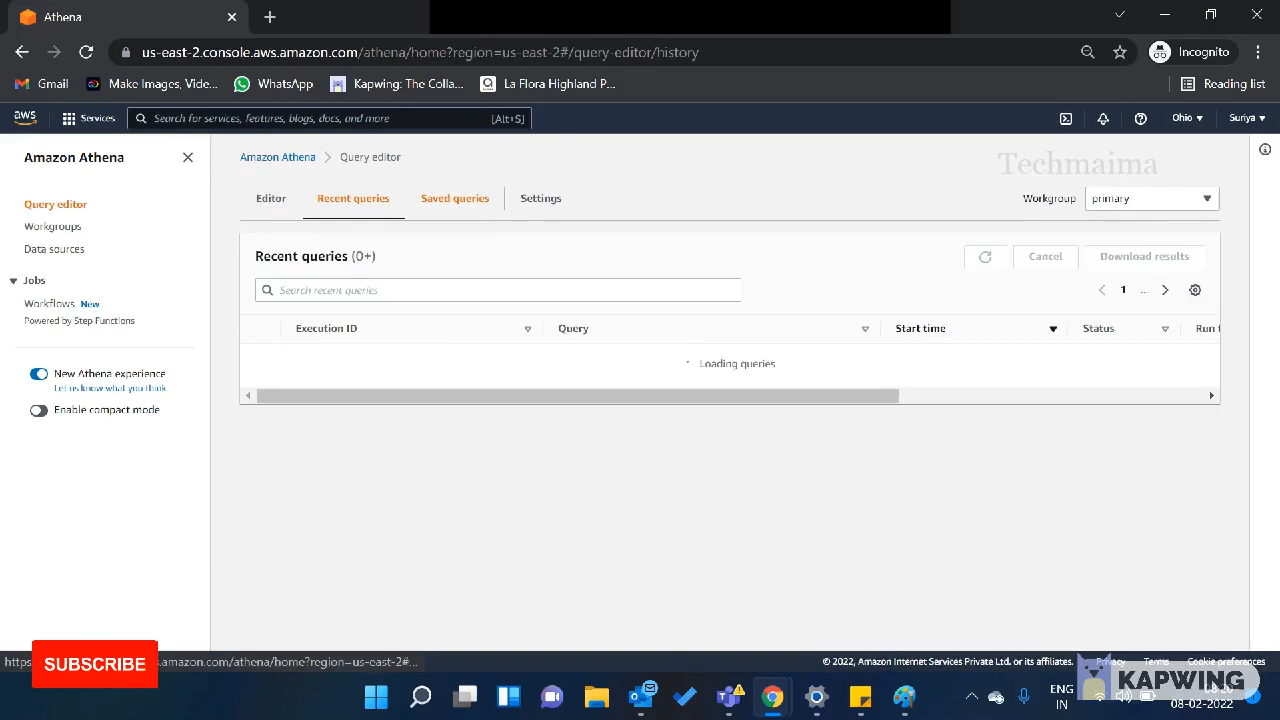 Athena
us-east-2.console.aws.amazon.com/athena/home?region=us-east-2#/query-editor/history
Incognito
Gmail
Make Images, Vide...
WhatsApp
Kapwing: The Colla...
La Flora Highland P...
Reading list
aws
Services
Search for services, features, blogs, docs, and more
[Alt+S]
Ohio
Suriya
Amazon Athena
Amazon Athena
Query editor
Techmaima
Query editor
Workgroups
Data sources
Jobs
Workflows New
Powered by Step Functions
New Athena experience
Let us know what you think
Enable compact mode
Editor
Recent queries
Saved queries
Settings
Workgroup
primary
Recent queries (0+)
Cancel
Download results
Search recent queries
1
...
Execution ID
Query
Start time
Status
Run
Loading queries
SUBSCRIBE
https
.amazon.com/athena/home?region=us-east-2#...
© 2022, Amazon Internet Services Private Ltd. or its affiliates.
Privacy
Terms
Cookie preferences
KAPWING
ENG
IN
08-02-2022